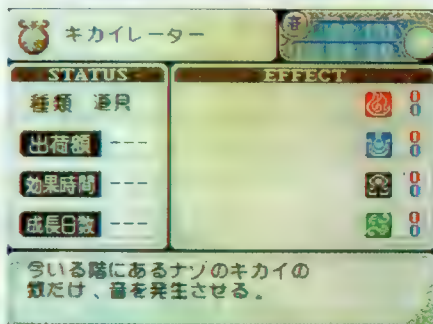 キカイレーター
音
STATUS
EFFECT
種類 道具
0
0
出荷額 ---
0
0
効果時間 ---
0
0
成長日数 ---
0
0
今いる階にあるナゾのキカイの
数だけ、音を発生させる。